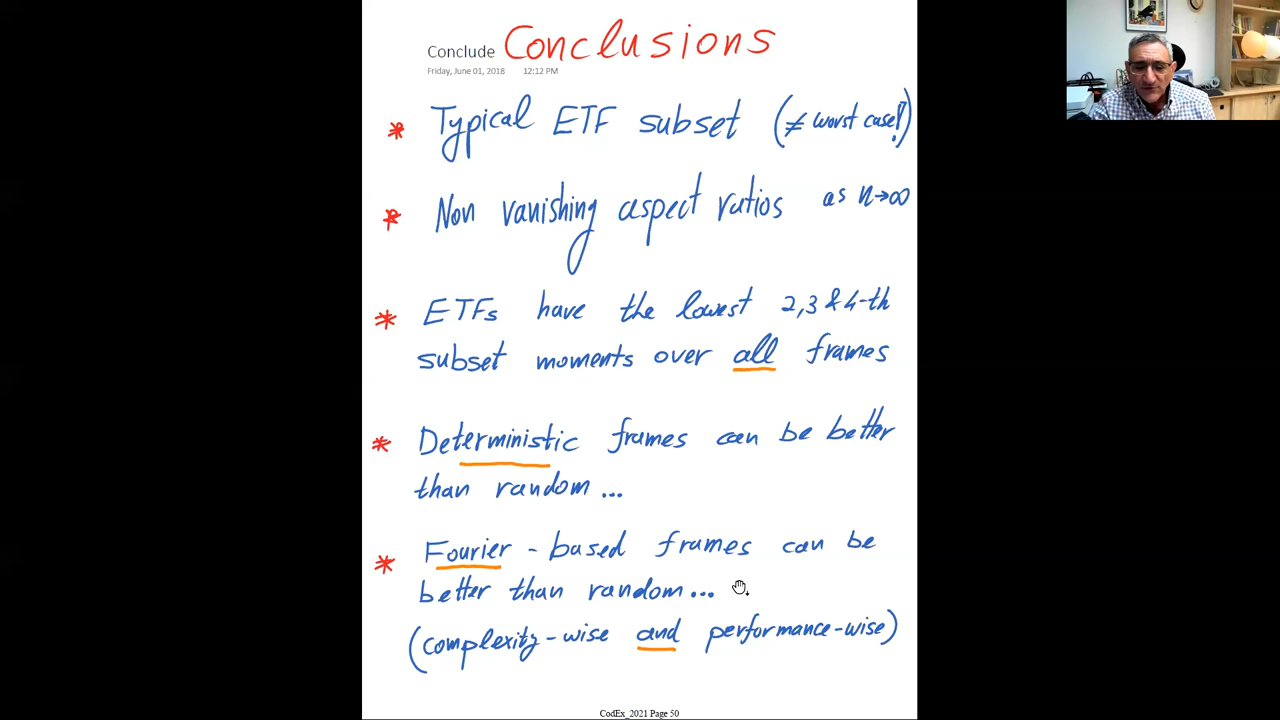 Conclude Conclusions
Friday, June 01, 2018 12:12 PM
* Typical ETF subset (≠ worst case!)
* Non vanishing aspect ratios as n→∞
* ETFs have the lowest 2,3 & 4-th
subset moments over all frames
* Deterministic frames can be better
than random...
* Fourier-based frames can be
better than random...
(complexity-wise and performance-wise)
CodEx_2021 Page 50